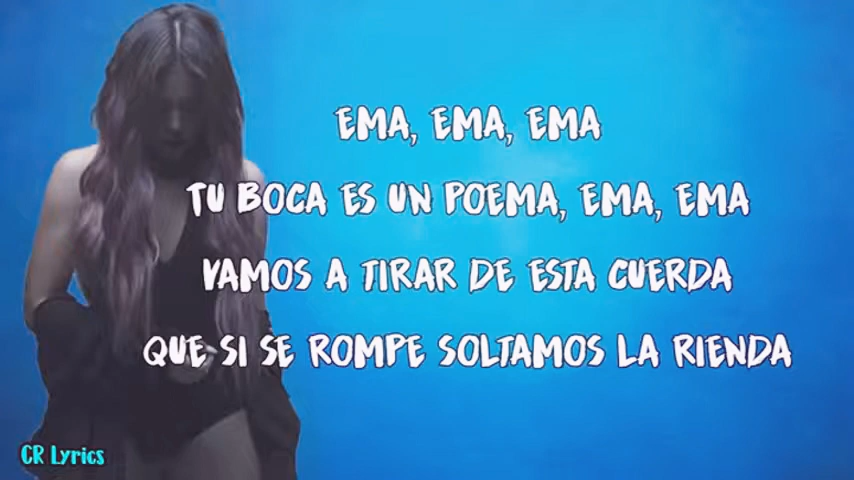 EMA, EMA, EMA
TU BOCA ES UN POEMA, EMA, EMA
VAMOS A TIRAR DE ESTA CUERDA
QUE SI SE ROMPE SOLTAMOS LA RIENDA
CR Lyrics